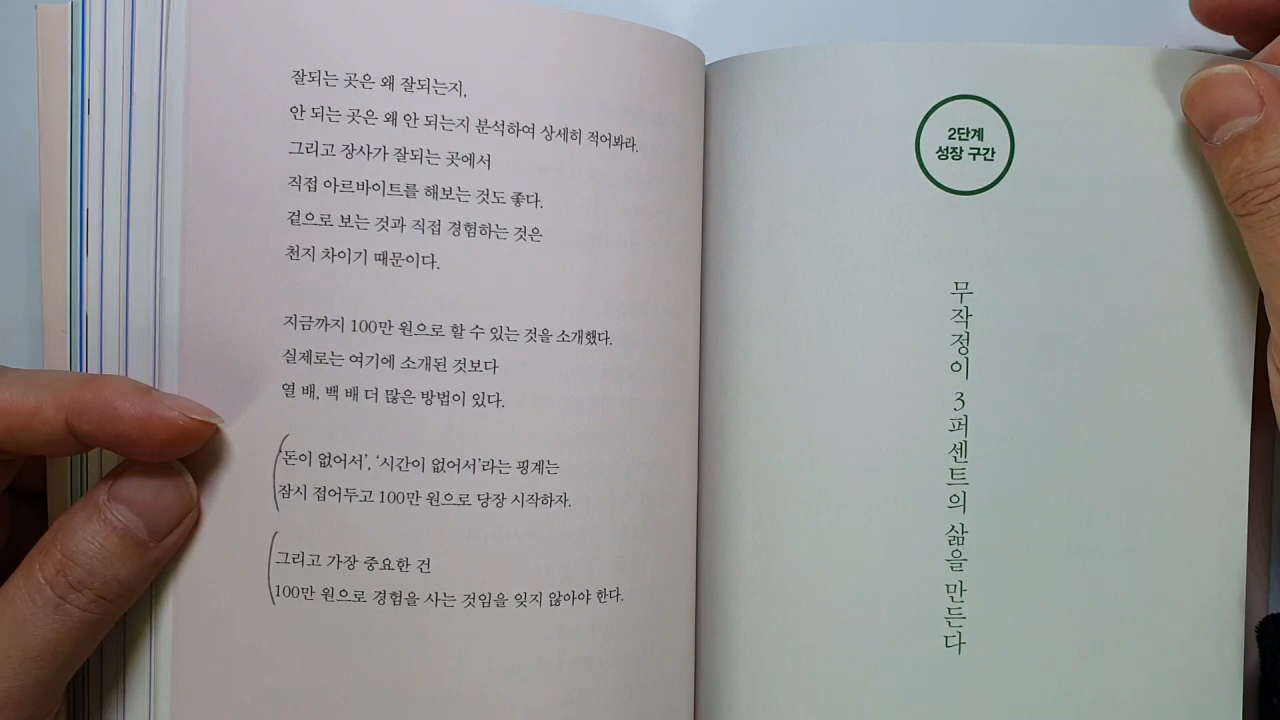 잘되는 곳은 왜 잘되는지,
안 되는 곳은 왜 안 되는지 분석하여 상세히 적어봐라.
그리고 장사가 잘되는 곳에서
직접 아르바이트를 해보는 것도 좋다.
겉으로 보는 것과 직접 경험하는 것은
천지 차이기 때문이다.
지금까지 100만 원으로 할 수 있는 것을 소개했다.
실제로는 여기에 소개된 것보다
열 배, 백 배 더 많은 방법이 있다.
‘돈이 없어서’, ‘시간이 없어서’라는 핑계는
잠시 접어두고 100만 원으로 당장 시작하자.
그리고 가장 중요한 건
100만 원으로 경험을 사는 것임을 잊지 않아야 한다.
2단계
성장 구간
무작정이 3퍼센트의 삶을 만든다